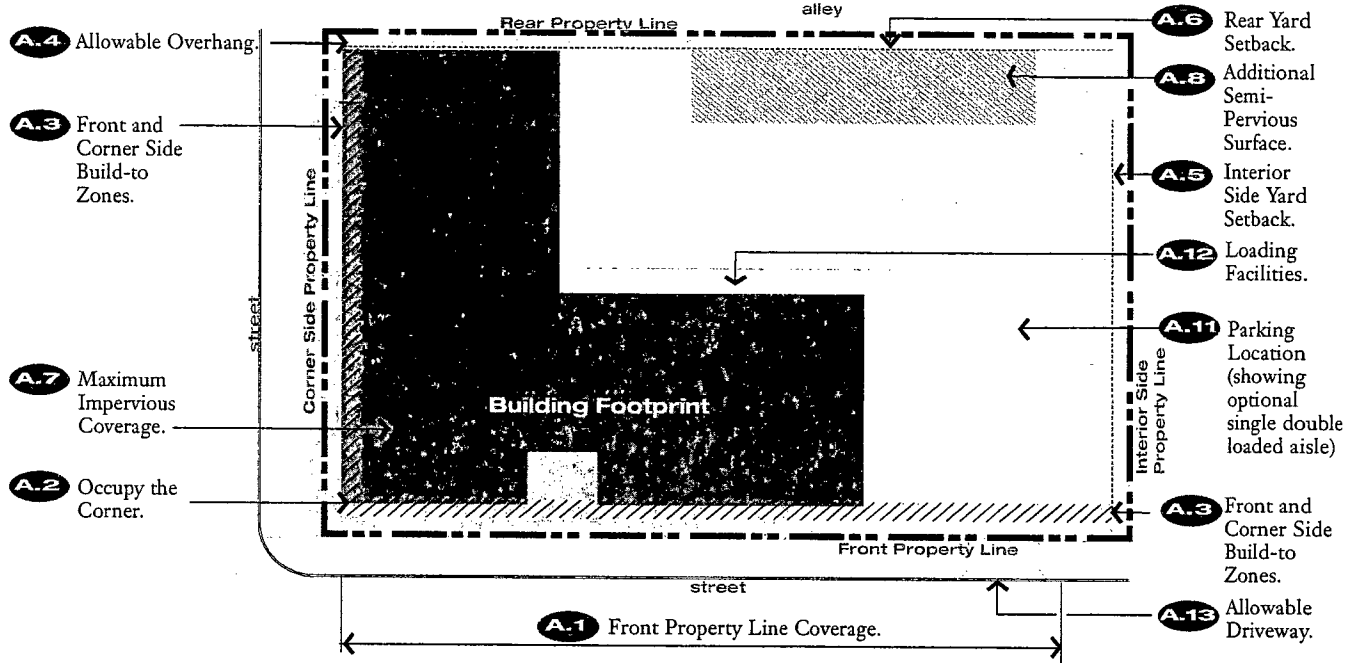 alley
Rear Property Line
A.4 Allowable Overhang.
A.3 Front and
Corner Side
Build-to
Zones.
Corner Side Property Line
street
A.7 Maximum
Impervious
Coverage.
A.2 Occupy the
Corner.
Building Footprint
A.6 Rear Yard
Setback.
A.8 Additional
Semi-
Pervious
Surface.
A.5 Interior
Side Yard
Setback.
A.12 Loading
Facilities.
A.11 Parking
Location
(showing
optional
single double
loaded aisle)
Interior Side
Property Line
A.3 Front and
Corner Side
Build-to
Zones.
Front Property Line
street
A.13 Allowable
Driveway.
A.1 Front Property Line Coverage.